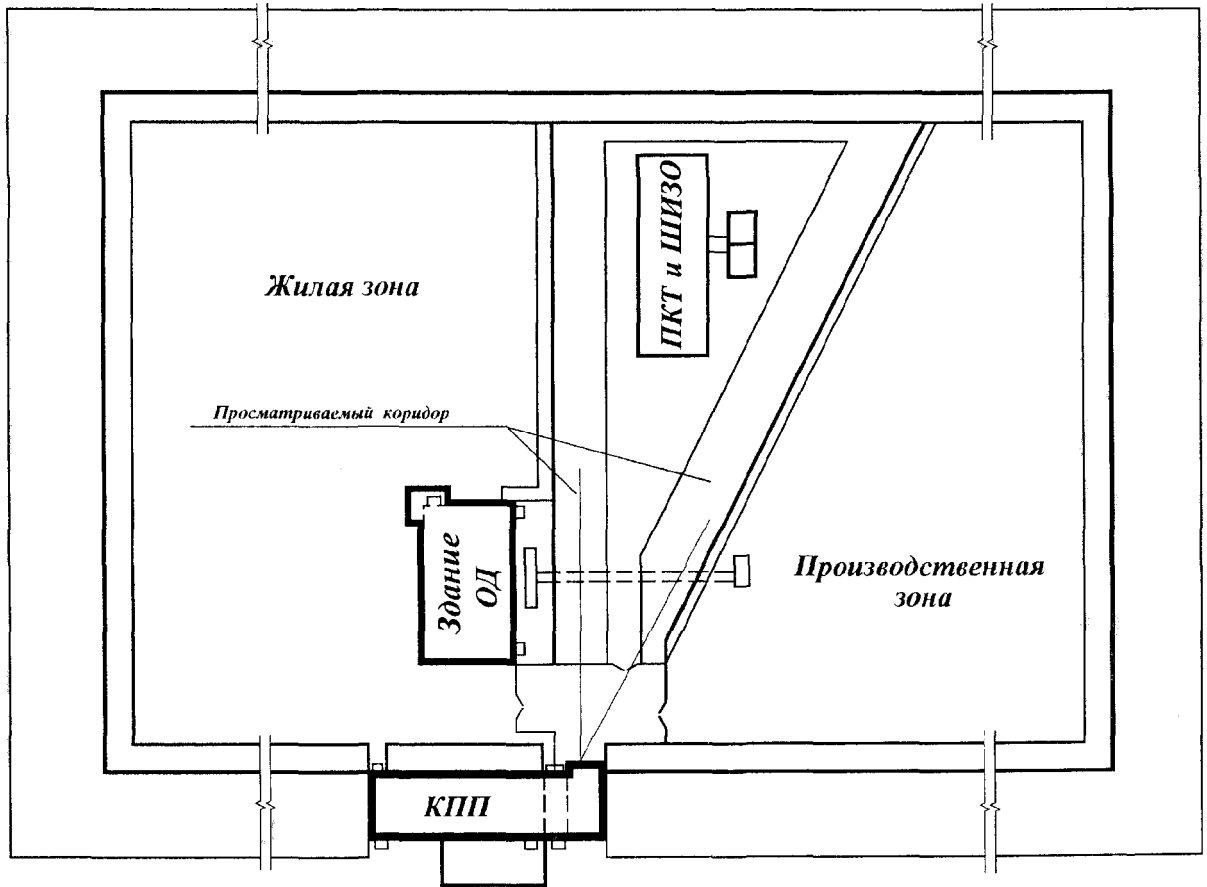 ПКТ и ШИЗО
Жилая зона
Просматриваемый коридор
Здание
ОД
Производственная
зона
КПП